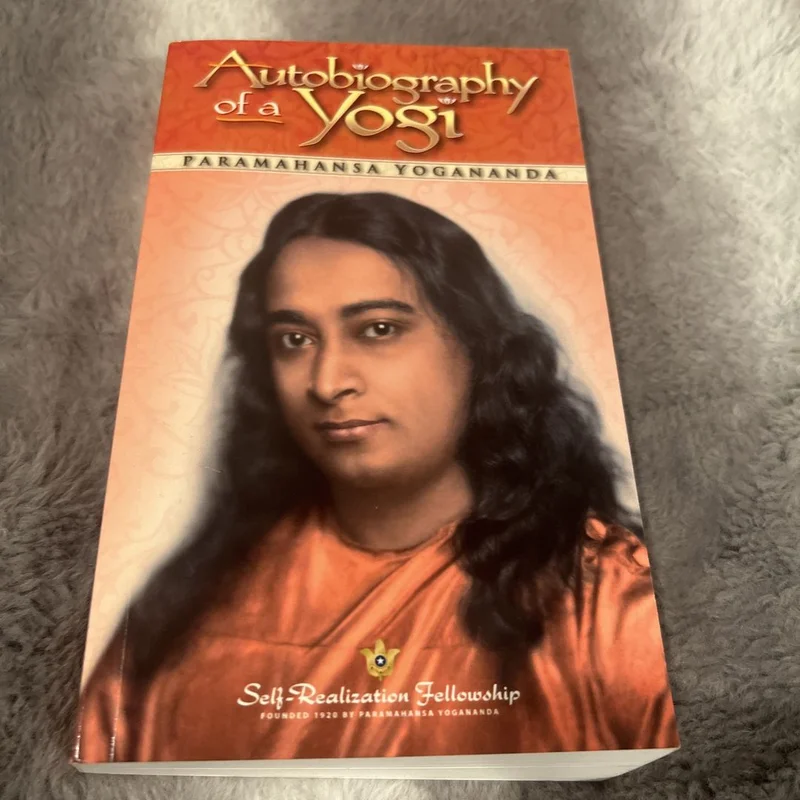 Autobiography
of a Yogi
PARAMAHANSA YOGANANDA
Self-Realization Fellowship
FOUNDED 1920 BY PARAMAHANSA YOGANANDA